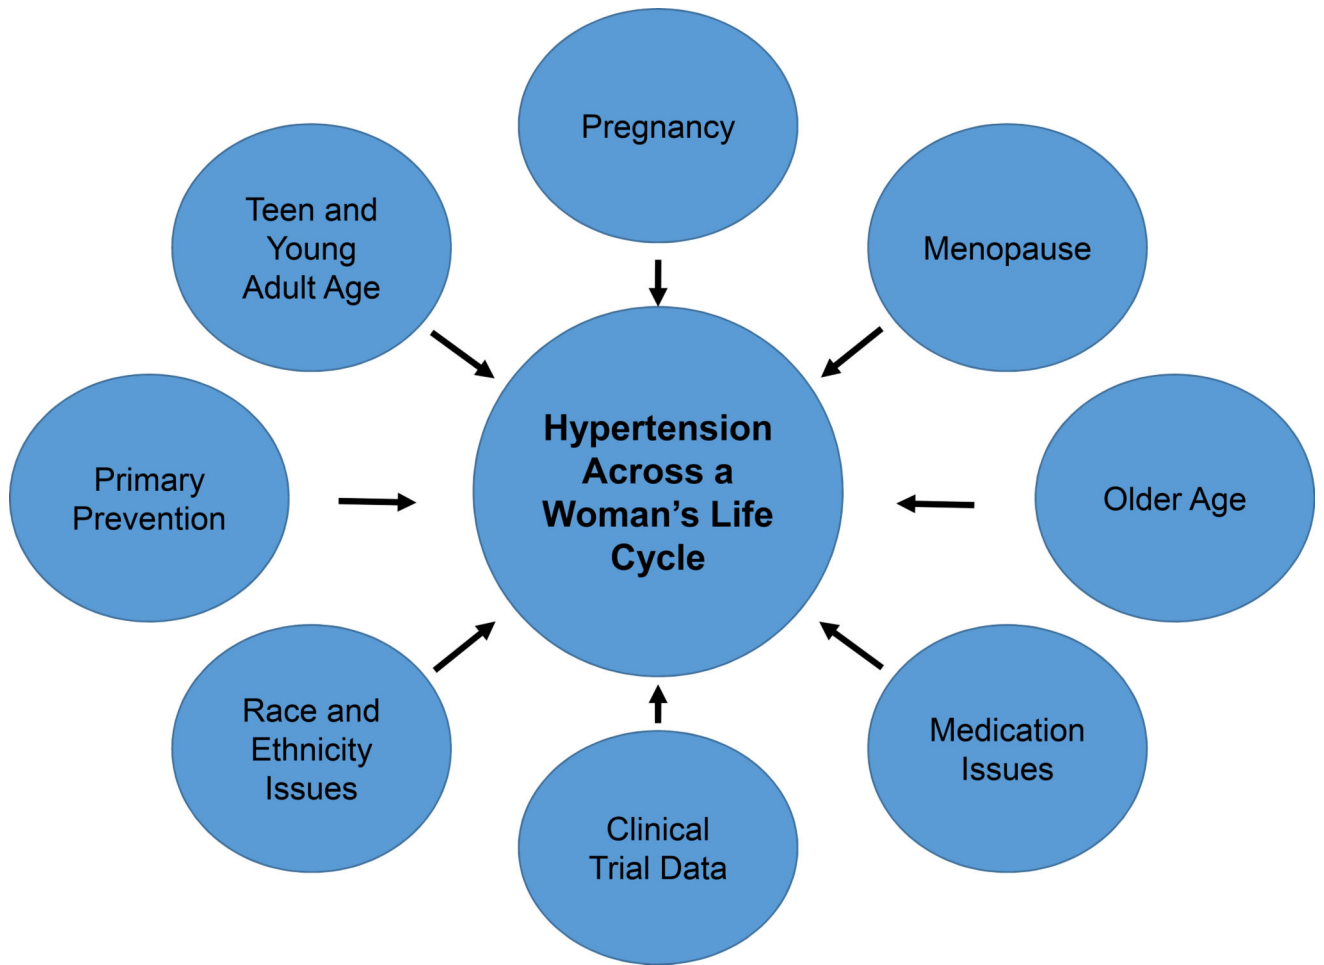 Pregnancy
Teen and
Young
Adult Age
Menopause
Hypertension
Across a
Woman’s Life
Cycle
Primary
Prevention
Older Age
Race and
Ethnicity
Issues
Medication
Issues
Clinical
Trial Data